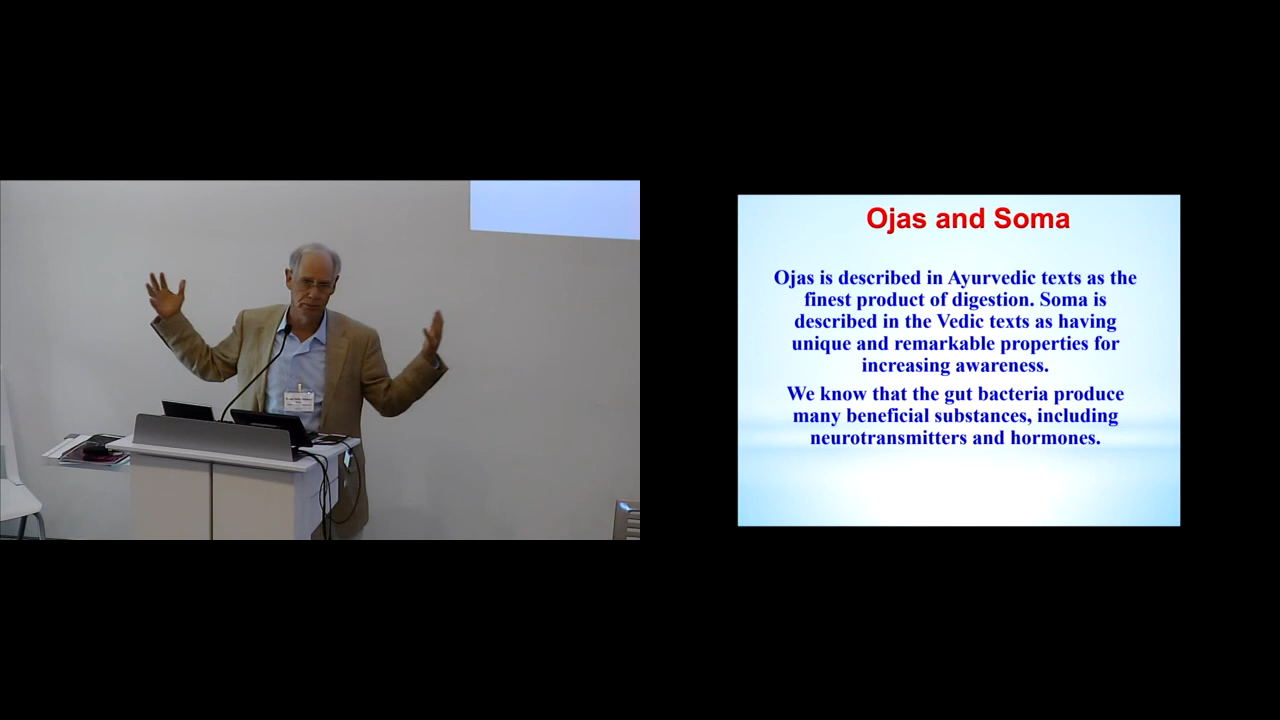 Ojas and Soma
Ojas is described in Ayurvedic texts as the
finest product of digestion. Soma is
described in the Vedic texts as having
unique and remarkable properties for
increasing awareness.
We know that the gut bacteria produce
many beneficial substances, including
neurotransmitters and hormones.